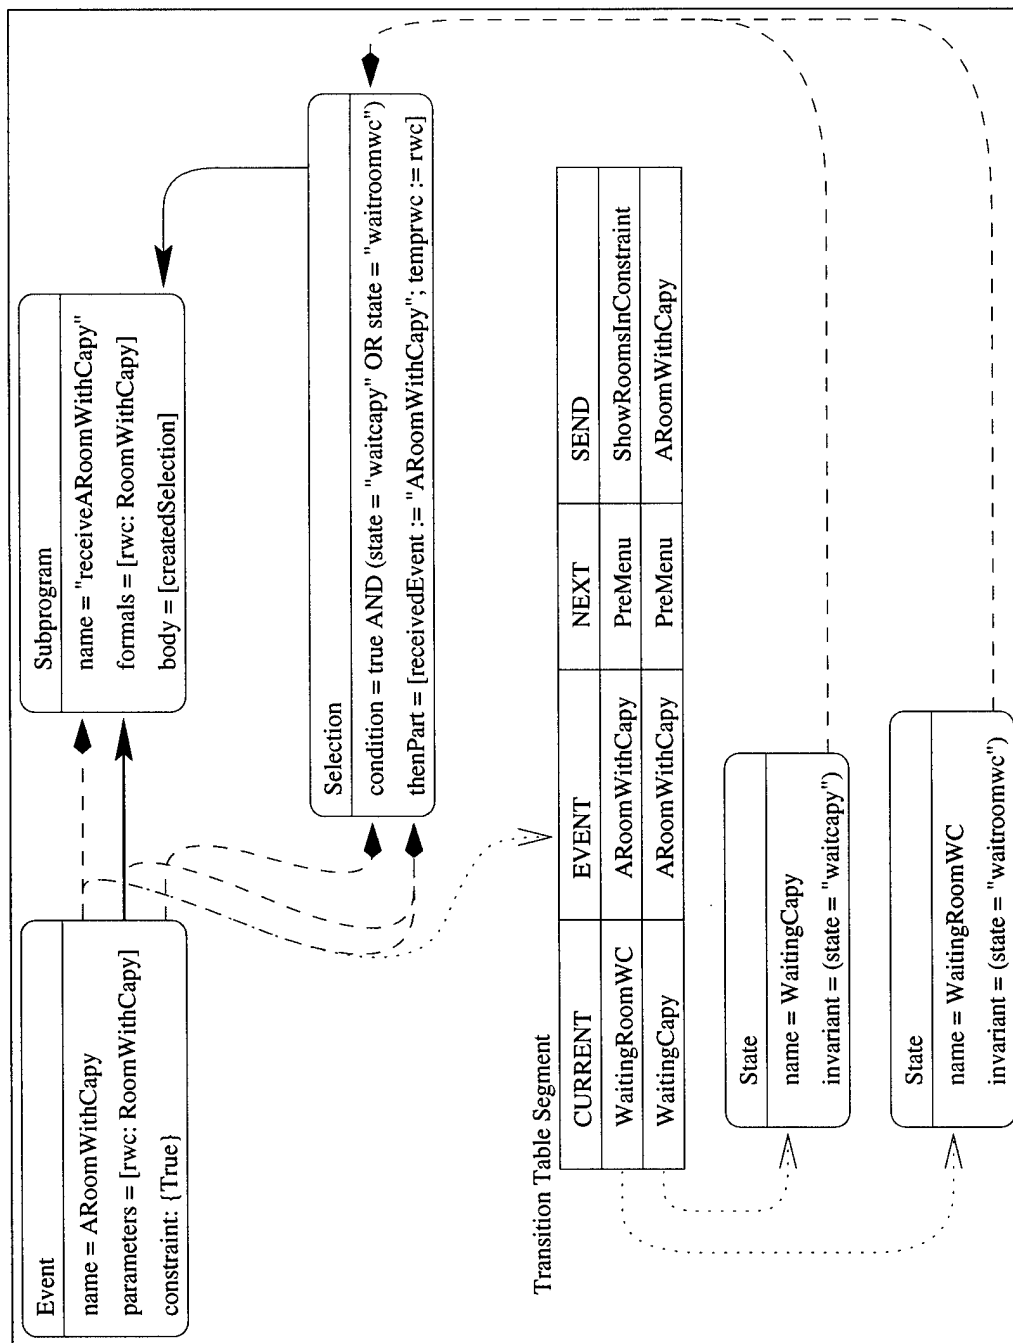 Event
name = ARoomWithCapy
parameters = [rwc: RoomWithCapy]
constraint: {True}
Subprogram
name = "receiveARoomWithCapy"
formals = [rwc: RoomWithCapy]
body = [createdSelection]
Selection
condition = true AND (state = "waitcapy" OR state = "waitroomwc")
thenPart = [receivedEvent := "ARoomWithCapy"; temprwc := rwc]
Transition Table Segment
CURRENT EVENT NEXT SEND
WaitingRoomWC ARoomWithCapy PreMenu ShowRoomsInConstraint
WaitingCapy ARoomWithCapy PreMenu ARoomWithCapy
State
name = WaitingCapy
invariant = (state = "waitcapy")
State
name = WaitingRoomWC
invariant = (state = "waitroomwc")